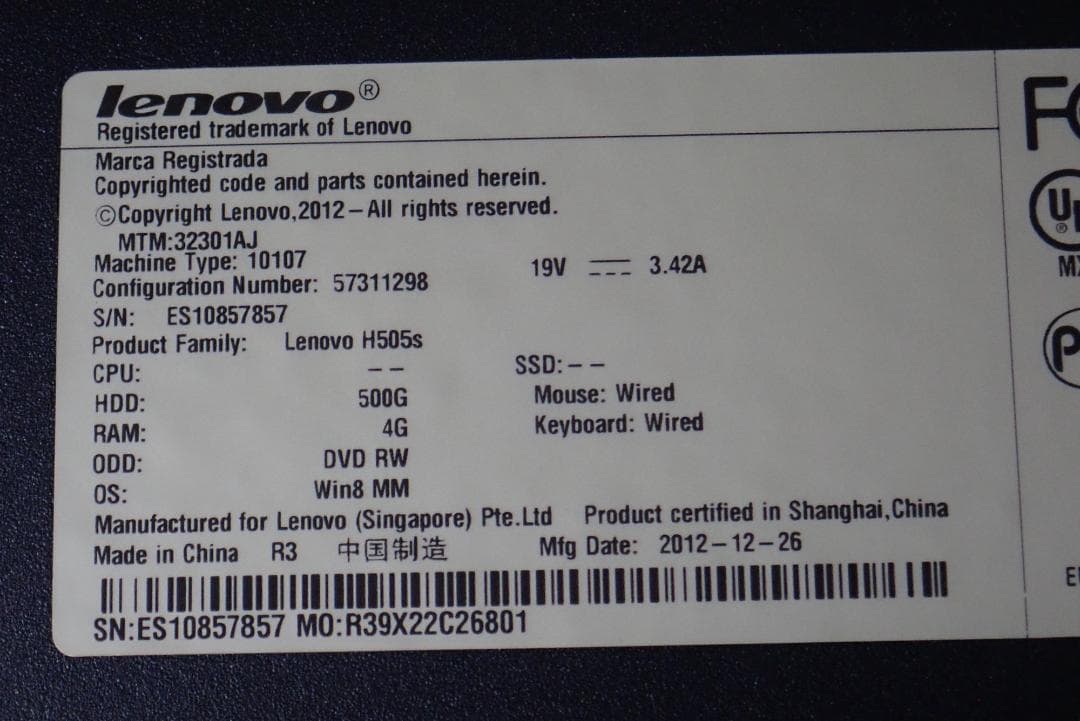 lenovo®
Registered trademark of Lenovo
Marca Registrada
Copyrighted code and parts contained herein.
©Copyright Lenovo,2012–All rights reserved.
MTM:32301AJ
Machine Type: 10107
19V 3.42A
Configuration Number: 57311298
S/N: ES10857857
Product Family: Lenovo H505s
CPU: -- SSD:--
HDD: 500G Mouse: Wired
RAM: 4G Keyboard: Wired
ODD: DVD RW
OS: Win8 MM
Manufactured for Lenovo (Singapore) Pte.Ltd Product certified in Shanghai,China
Made in China R3 中国制造 Mfg Date: 2012-12-26
SN:ES10857857 MO:R39X22C26801